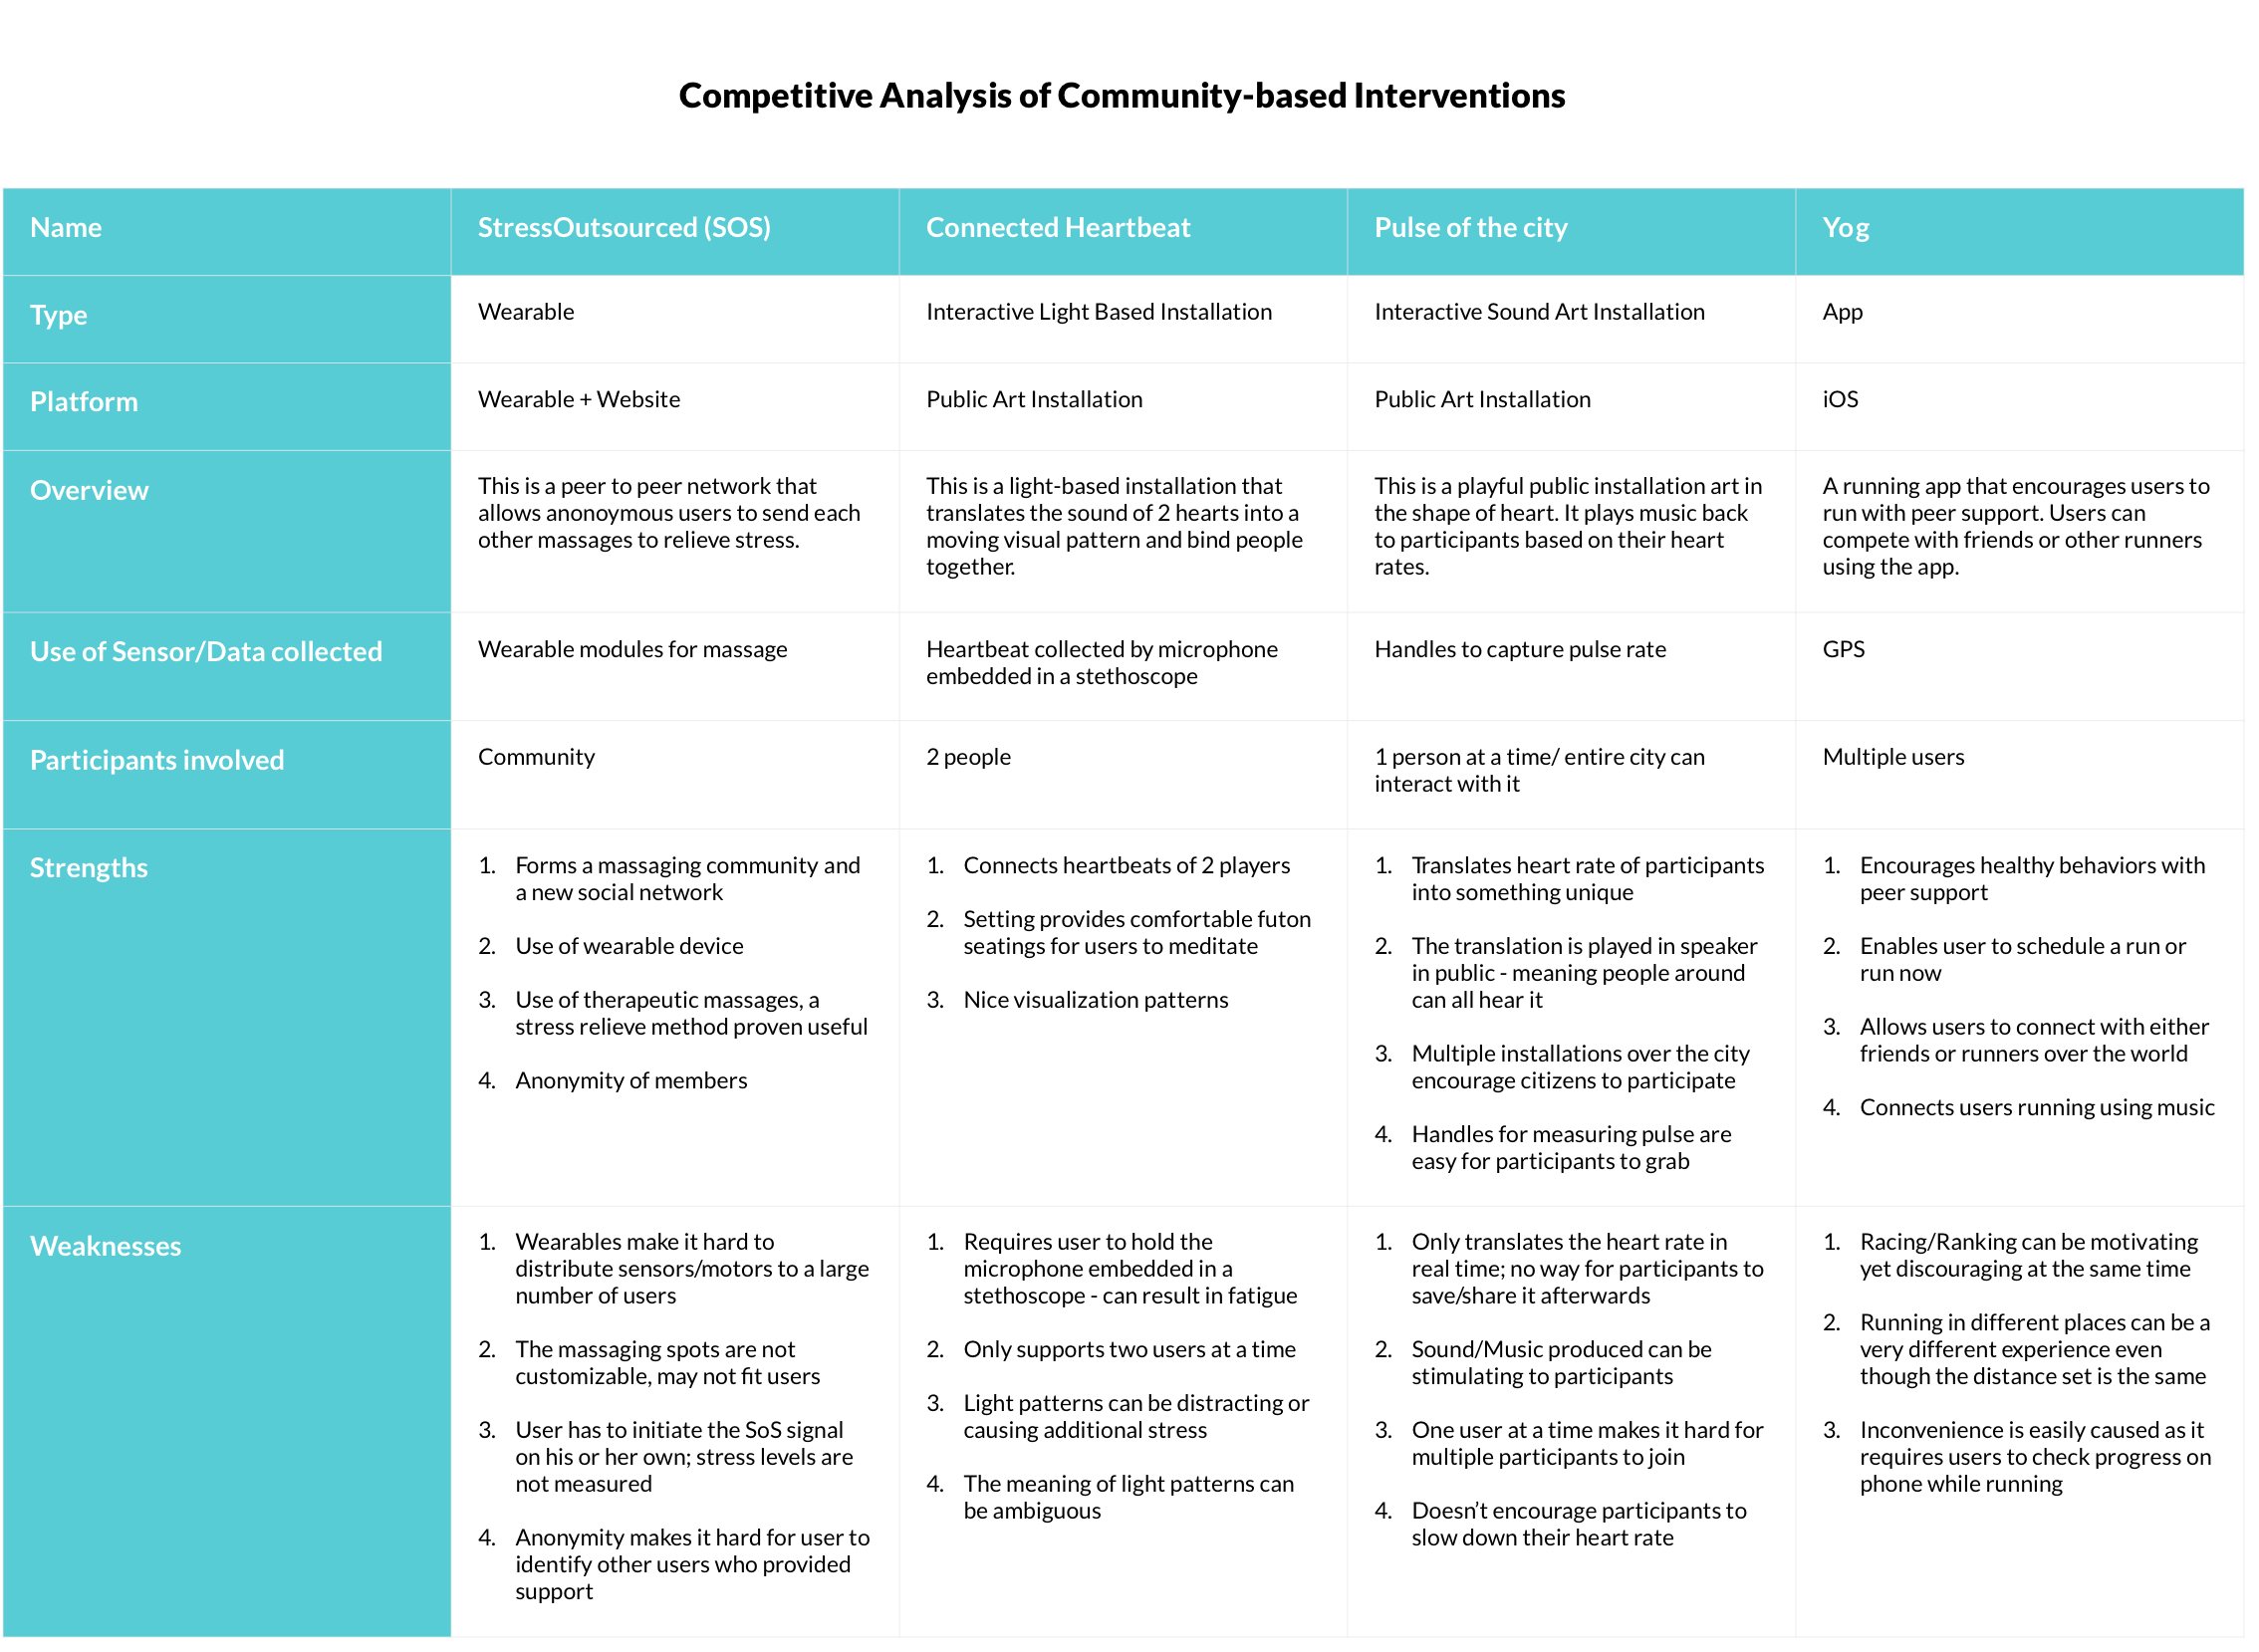 Competitive Analysis of Community-based Interventions
Name
StressOutsourced (SOS)
Connected Heartbeat
Pulse of the city
Yog
Type
Wearable
Interactive Light Based Installation
Interactive Sound Art Installation
App
Platform
Wearable + Website
Public Art Installation
Public Art Installation
iOS
Overview
This is a peer to peer network that
allows anonoymous users to send each
other massages to relieve stress.
This is a light-based installation that
translates the sound of 2 hearts into a
moving visual pattern and bind people
together.
This is a playful public installation art in
the shape of heart. It plays music back
to participants based on their heart
rates.
A running app that encourages users to
run with peer support. Users can
compete with friends or other runners
using the app.
Use of Sensor/Data collected
Wearable modules for massage
Heartbeat collected by microphone
embedded in a stethoscope
Handles to capture pulse rate
GPS
Participants involved
Community
2 people
1 person at a time/ entire city can
interact with it
Multiple users
Strengths
1. Forms a massaging community and
a new social network
2. Use of wearable device
3. Use of therapeutic massages, a
stress relieve method proven useful
4. Anonymity of members
1. Connects heartbeats of 2 players
2. Setting provides comfortable futon
seatings for users to meditate
3. Nice visualization patterns
1. Translates heart rate of participants
into something unique
2. The translation is played in speaker
in public - meaning people around
can all hear it
3. Multiple installations over the city
encourage citizens to participate
4. Handles for measuring pulse are
easy for participants to grab
1. Encourages healthy behaviors with
peer support
2. Enables user to schedule a run or
run now
3. Allows users to connect with either
friends or runners over the world
4. Connects users running using music
Weaknesses
1. Wearables make it hard to
distribute sensors/motors to a large
number of users
2. The massaging spots are not
customizable, may not fit users
3. User has to initiate the SoS signal
on his or her own; stress levels are
not measured
4. Anonymity makes it hard for user to
identify other users who provided
support
1. Requires user to hold the
microphone embedded in a
stethoscope - can result in fatigue
2. Only supports two users at a time
3. Light patterns can be distracting or
causing additional stress
4. The meaning of light patterns can
be ambiguous
1. Only translates the heart rate in
real time; no way for participants to
save/share it afterwards
2. Sound/Music produced can be
stimulating to participants
3. One user at a time makes it hard for
multiple participants to join
4. Doesn’t encourage participants to
slow down their heart rate
1. Racing/Ranking can be motivating
yet discouraging at the same time
2. Running in different places can be a
very different experience even
though the distance set is the same
3. Inconvenience is easily caused as it
requires users to check progress on
phone while running